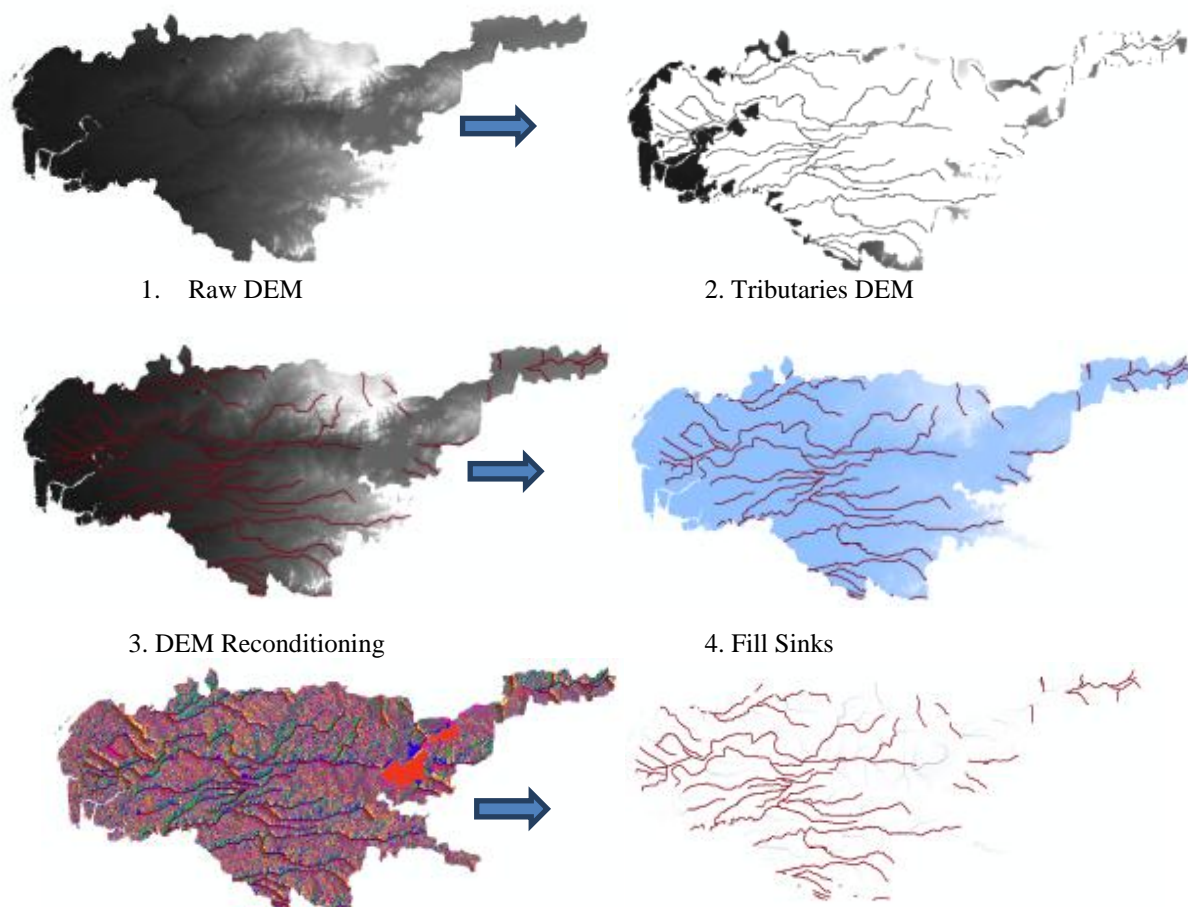 1. Raw DEM
2. Tributaries DEM
3. DEM Reconditioning
4. Fill Sinks